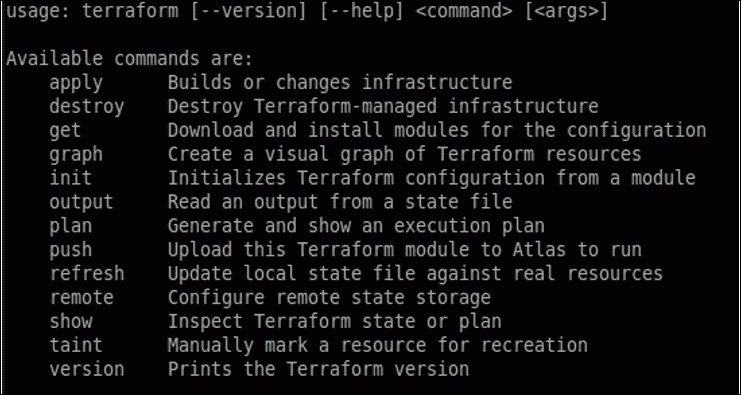 usage: terraform [--version] [--help] <command> [<args>]
Available commands are:
apply Builds or changes infrastructure
destroy Destroy Terraform-managed infrastructure
get Download and install modules for the configuration
graph Create a visual graph of Terraform resources
init Initializes Terraform configuration from a module
output Read an output from a state file
plan Generate and show an execution plan
push Upload this Terraform module to Atlas to run
refresh Update local state file against real resources
remote Configure remote state storage
show Inspect Terraform state or plan
taint Manually mark a resource for recreation
version Prints the Terraform version